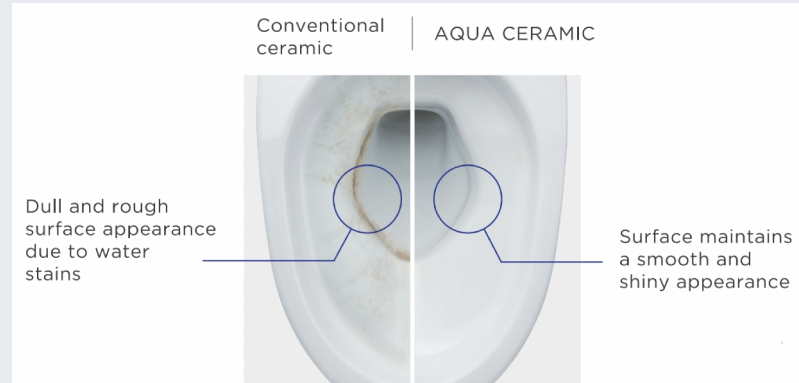 Conventional
ceramic
AQUA CERAMIC
Dull and rough
surface appearance
due to water
stains
Surface maintains
a smooth and
shiny appearance